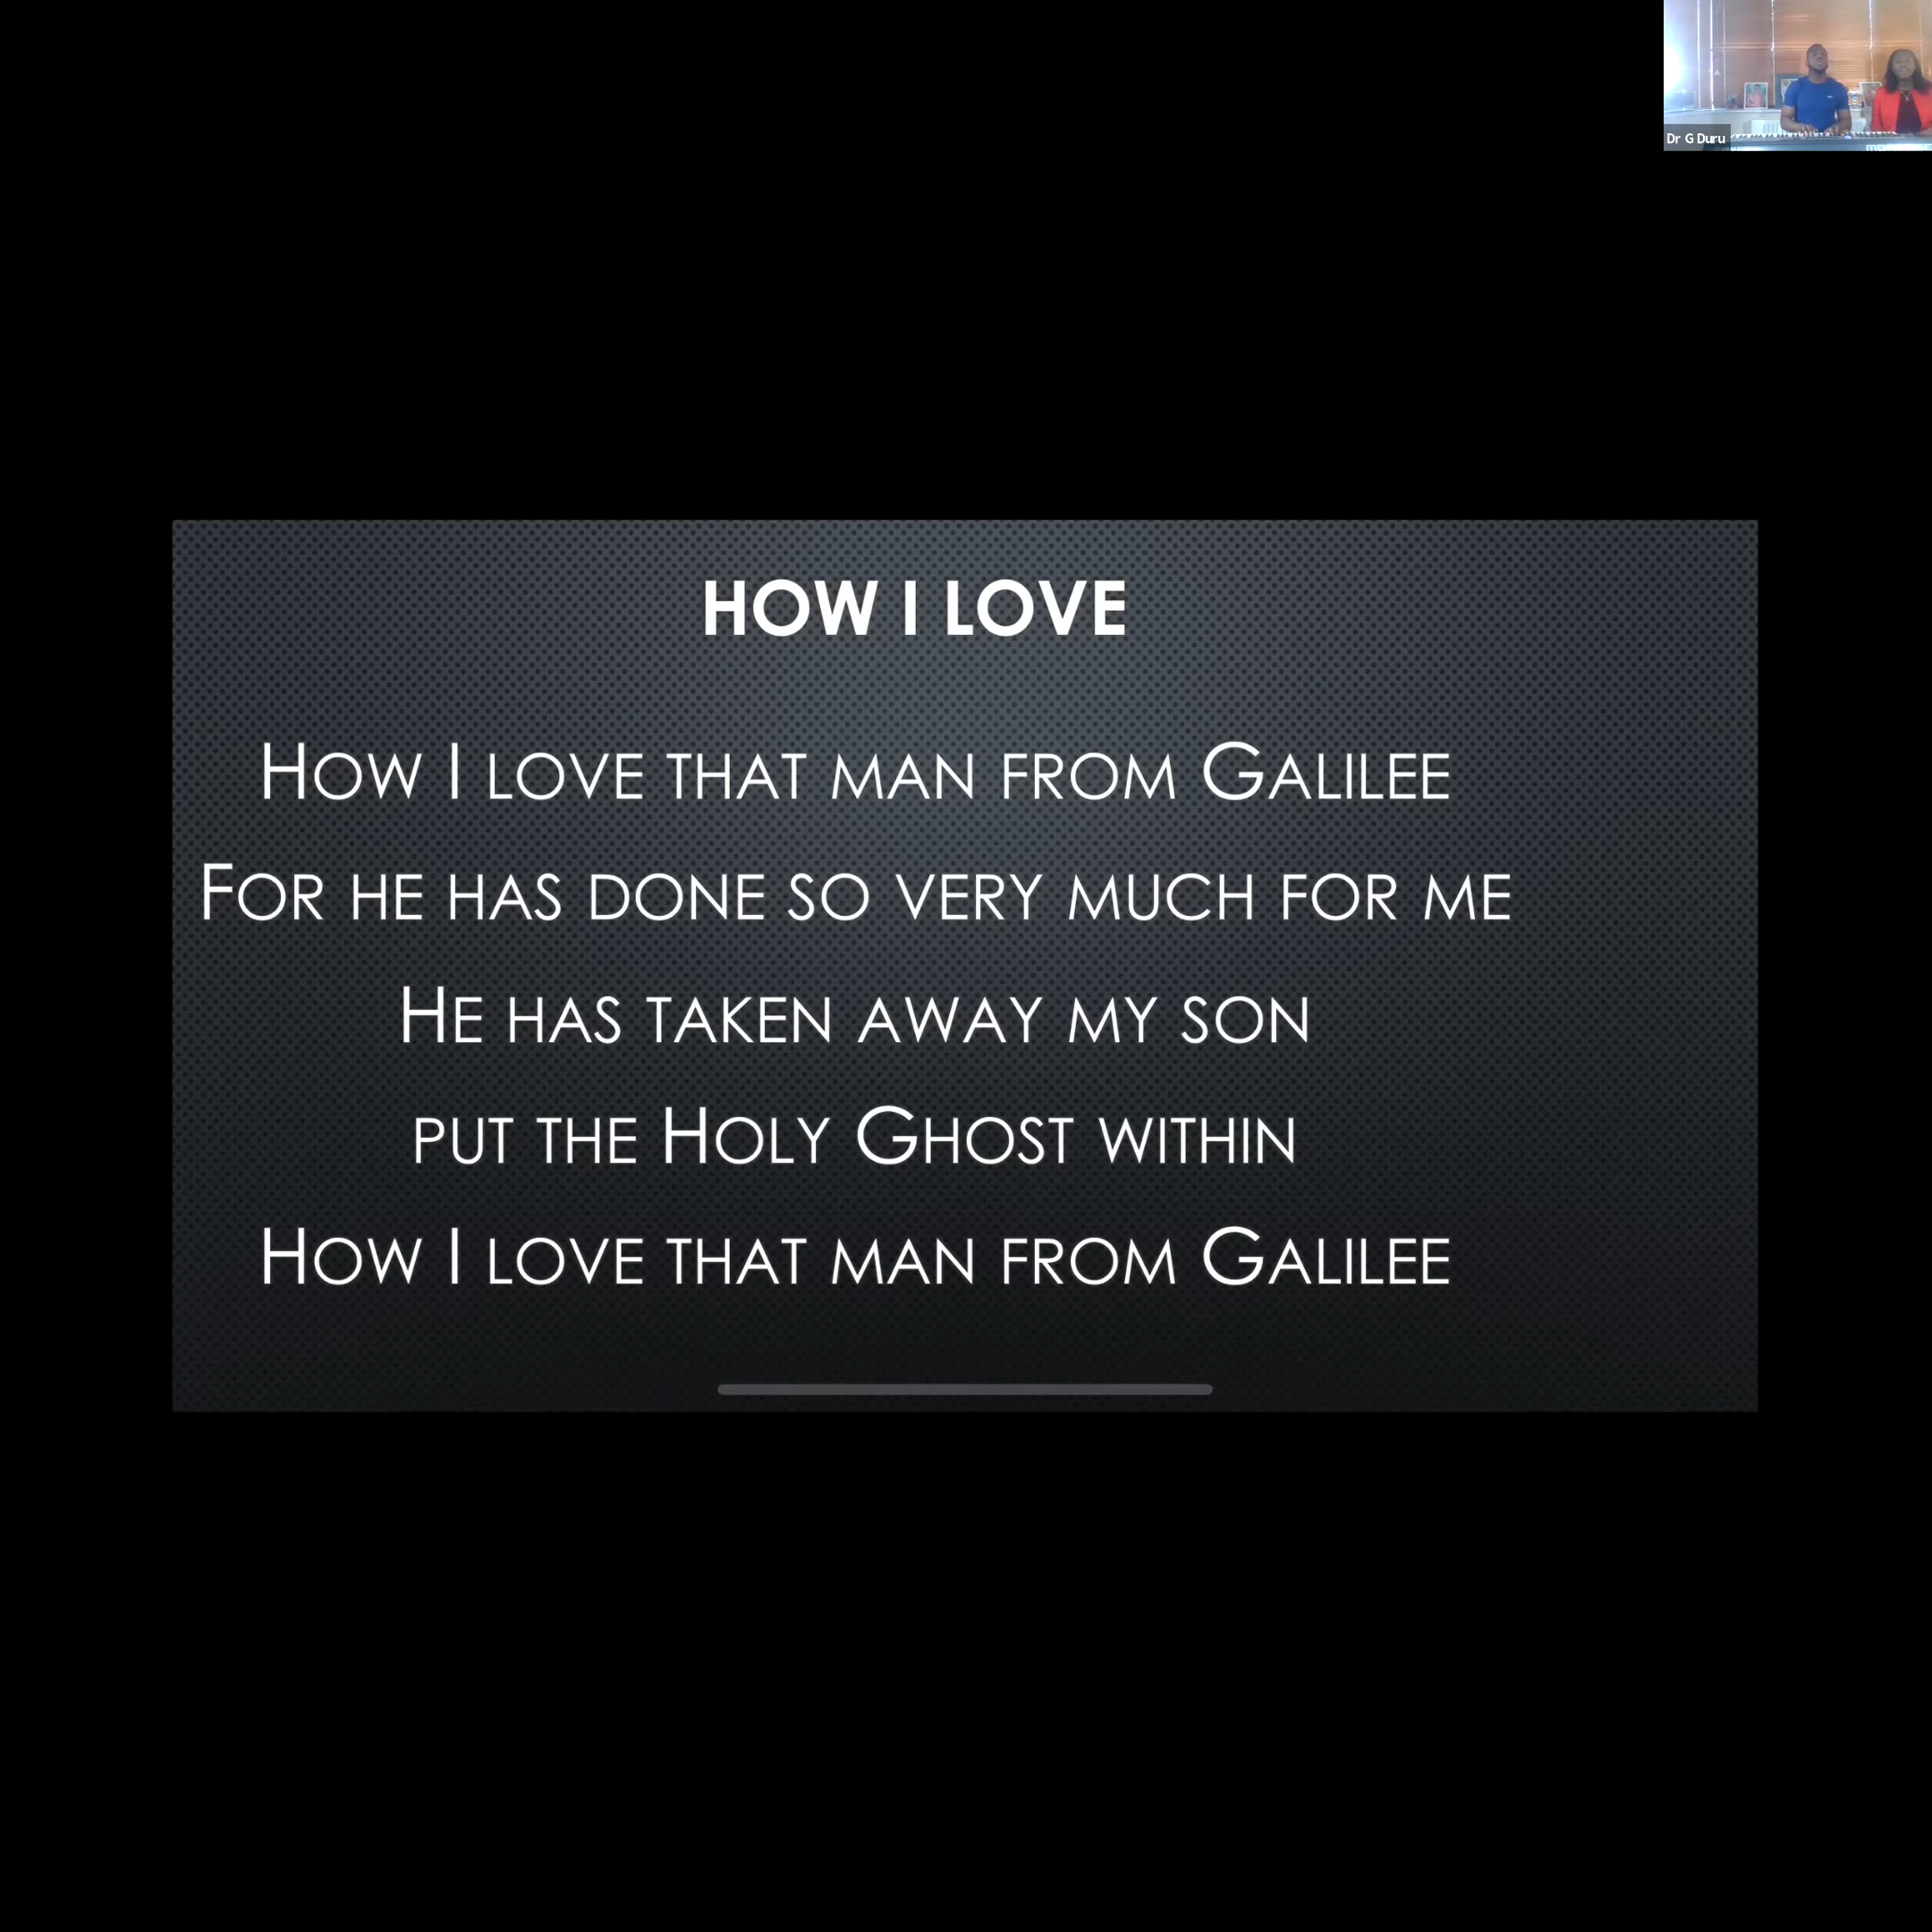 Dr G Duru
HOW I LOVE
HOW I LOVE THAT MAN FROM GALILEE
FOR HE HAS DONE SO VERY MUCH FOR ME
HE HAS TAKEN AWAY MY SON
PUT THE HOLY GHOST WITHIN
HOW I LOVE THAT MAN FROM GALILEE